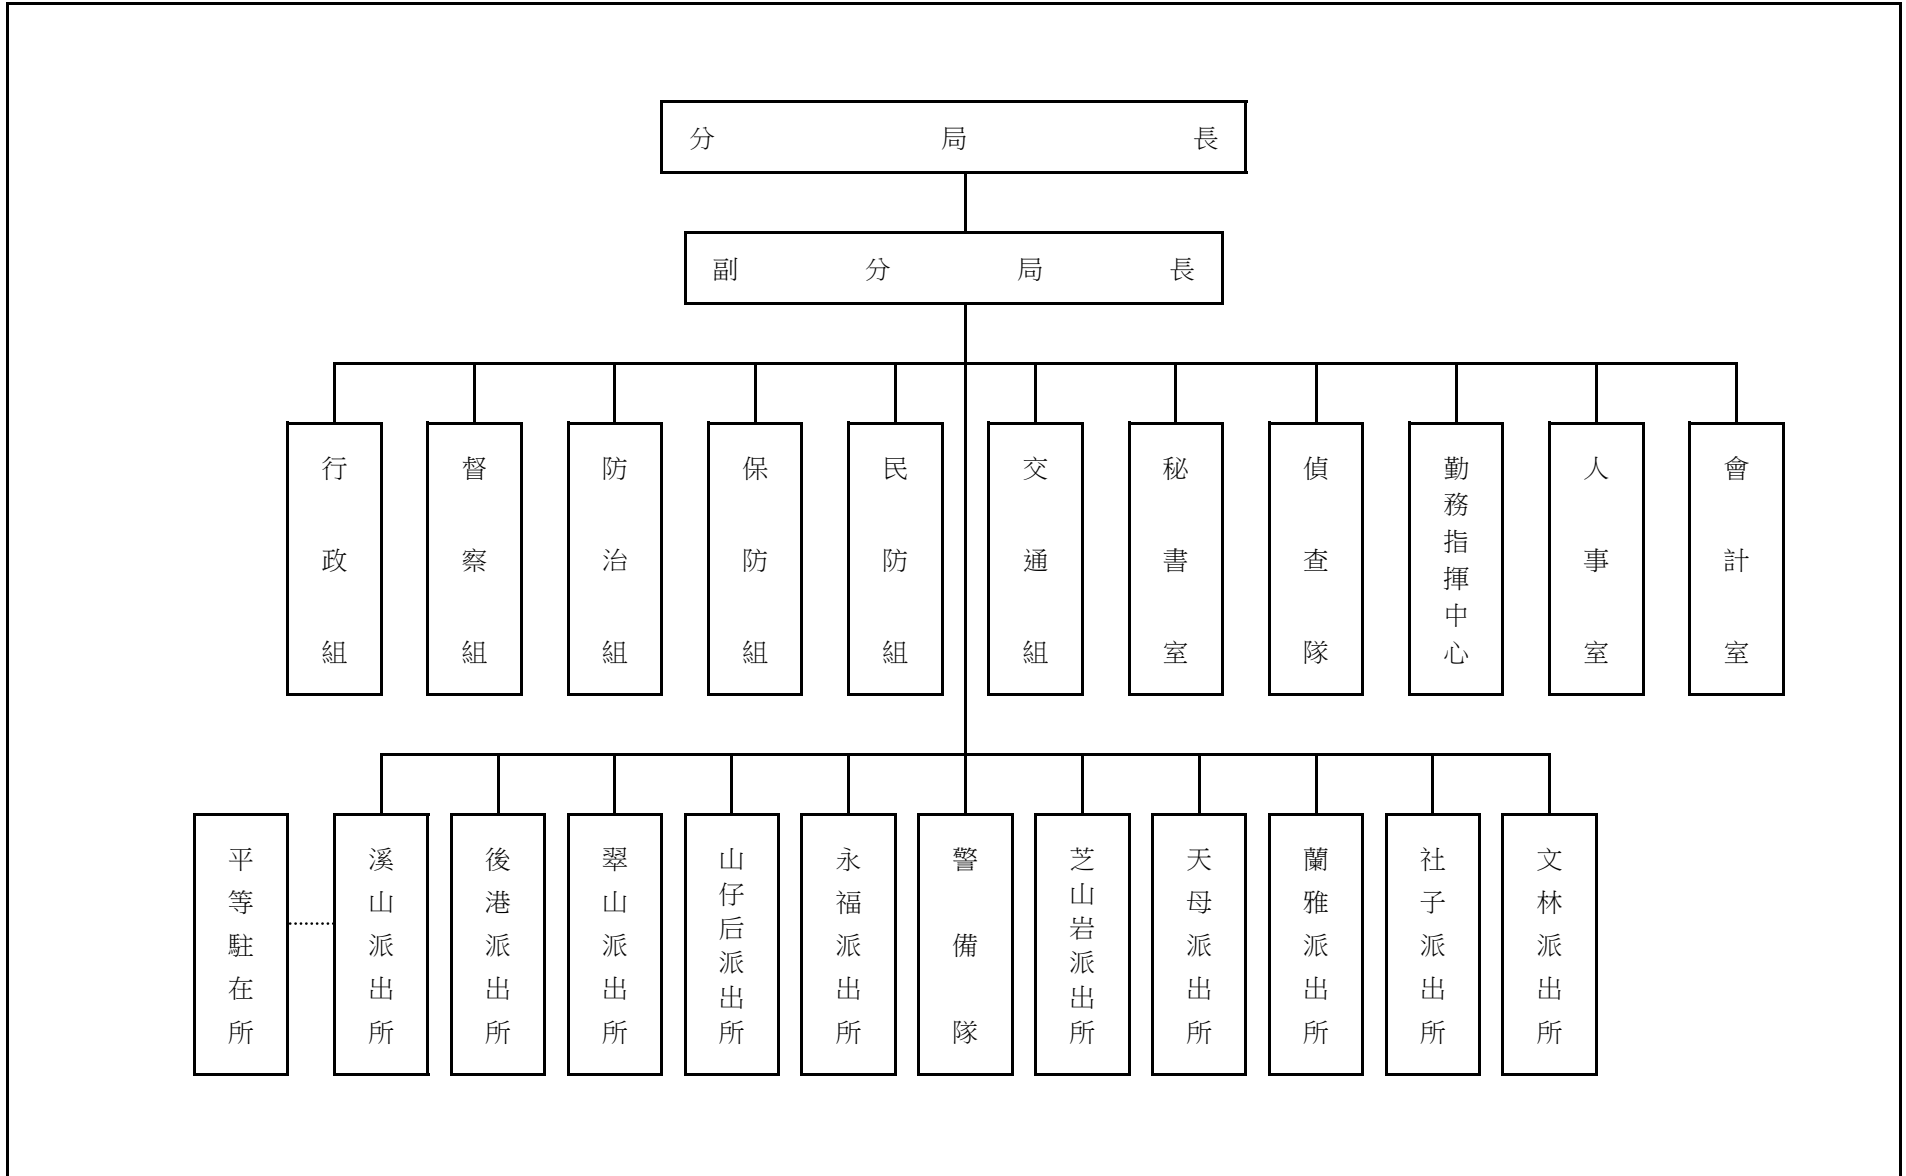 分局長
副分局長
行政組
督察組
防治組
保防組
民防組
交通組
秘書室
偵查隊
勤務指揮中心
人事室
會計室
平等駐在所
溪山派出所
後港派出所
翠山派出所
山仔后派出所
永福派出所
警備隊
芝山岩派出所
天母派出所
蘭雅派出所
社子派出所
文林派出所